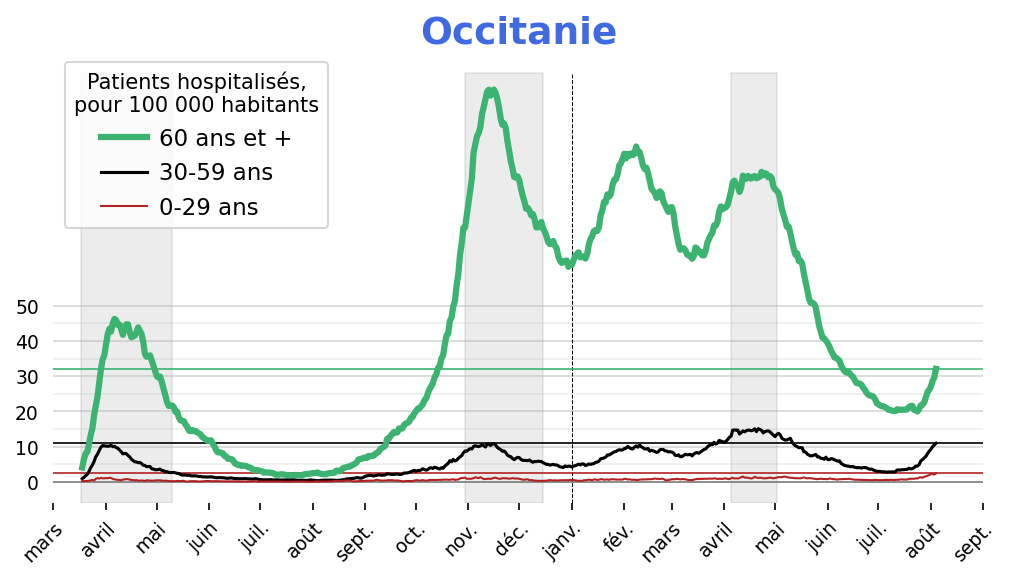 Occitanie
Patients hospitalisés,
pour 100 000 habitants
60 ans et +
30-59 ans
0-29 ans
50
40
30
20
10
0
mars avril mai juin juil. août sept. oct. nov. déc. janv. fév. mars avril mai juin juil. août sept.